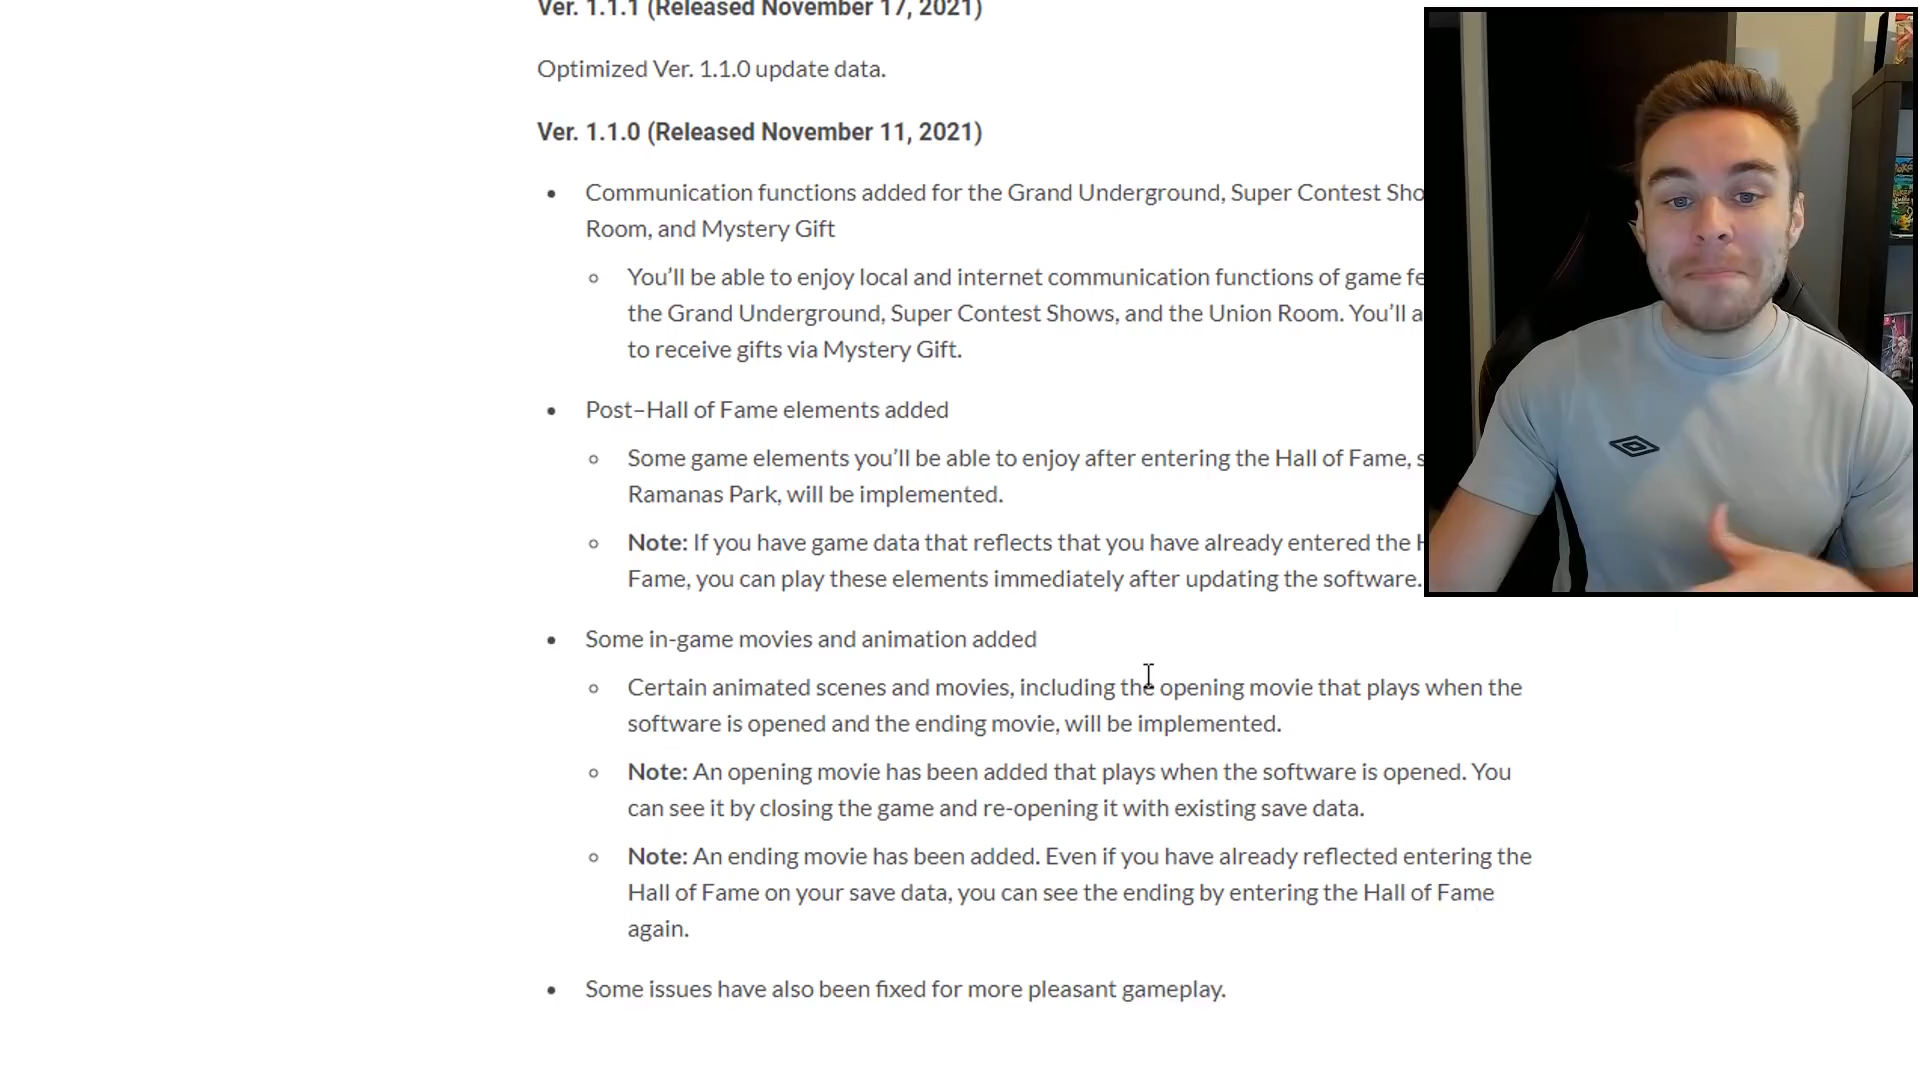 Ver. 1.1.1 (Released November 17, 2021)
Optimized Ver. 1.1.0 update data.
Ver. 1.1.0 (Released November 11, 2021)
Communication functions added for the Grand Underground, Super Contest Sho
Room, and Mystery Gift
You’ll be able to enjoy local and internet communication functions of game fe
the Grand Underground, Super Contest Shows, and the Union Room. You’ll a
to receive gifts via Mystery Gift.
Post–Hall of Fame elements added
Some game elements you’ll be able to enjoy after entering the Hall of Fame, s
Ramanas Park, will be implemented.
Note: If you have game data that reflects that you have already entered the H
Fame, you can play these elements immediately after updating the software.
Some in-game movies and animation added
Certain animated scenes and movies, including the opening movie that plays when the
software is opened and the ending movie, will be implemented.
Note: An opening movie has been added that plays when the software is opened. You
can see it by closing the game and re-opening it with existing save data.
Note: An ending movie has been added. Even if you have already reflected entering the
Hall of Fame on your save data, you can see the ending by entering the Hall of Fame
again.
Some issues have also been fixed for more pleasant gameplay.